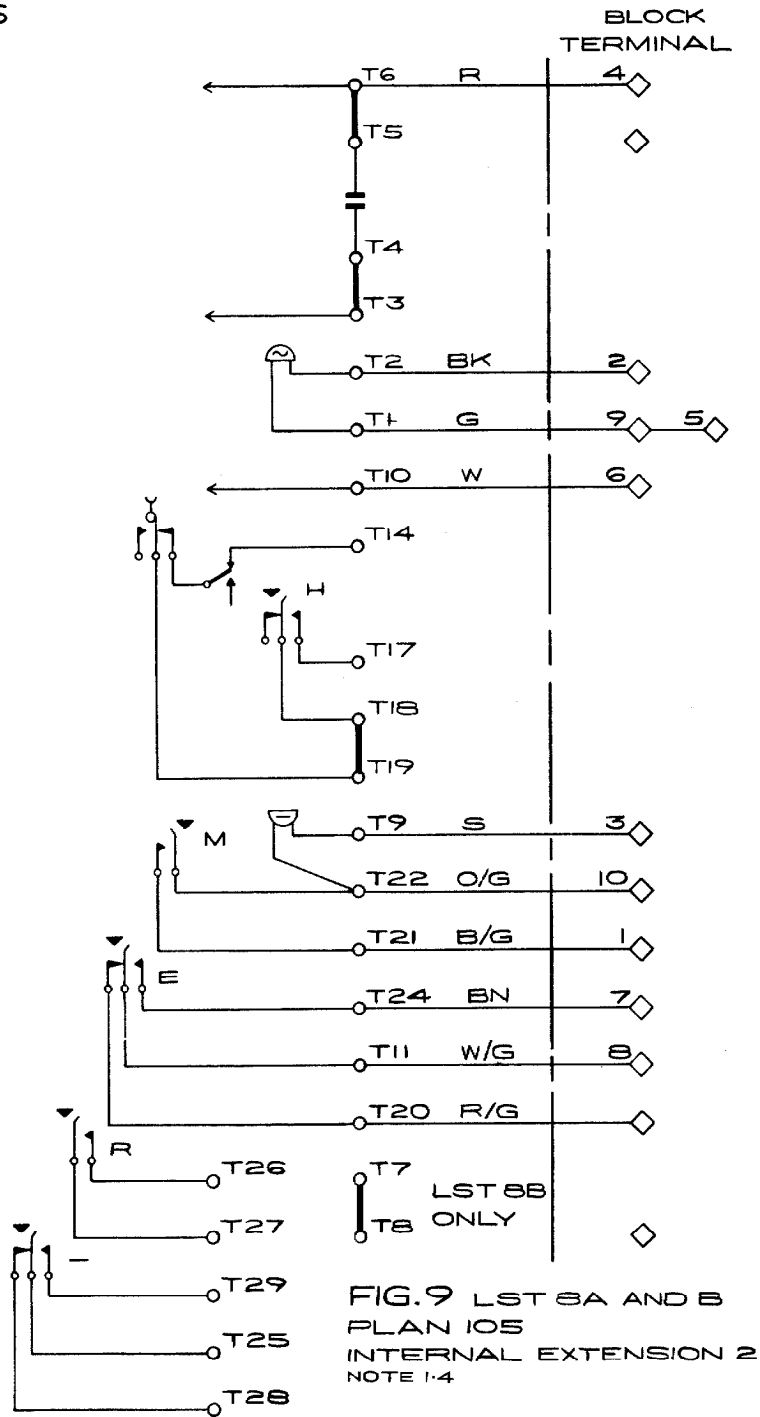 S
BLOCK
TERMINAL
T6 R 4
T5
T4
T3
T2 BK 2
T1 G 9 5
T10 W 6
T14
H
T17
T18
T19
T9 S 3
M
T22 O/G 10
T21 B/G 1
E
T24 BN 7
T11 W/G 8
T20 R/G
R
T26 T7
LST 8B
T27 T8 ONLY
I
T29
T25
T28
FIG.9 LST 8A AND B
PLAN 105
INTERNAL EXTENSION 2
NOTE 1·4